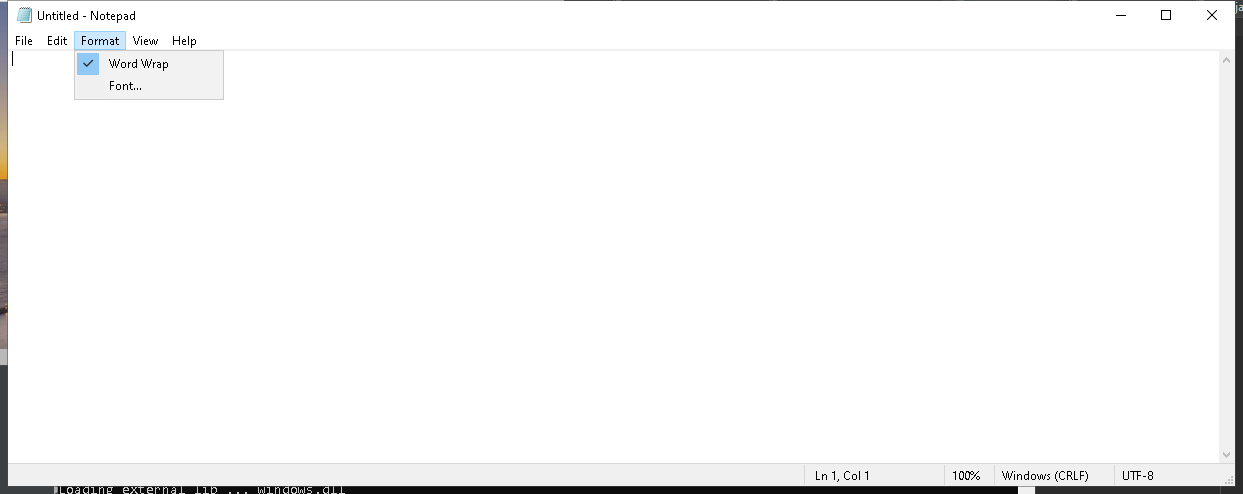 Untitled - Notepad
File Edit Format View Help
Word Wrap
Font...
Ln 1, Col 1 100% Windows (CRLF) UTF-8
Loading external lib ... windows.dll